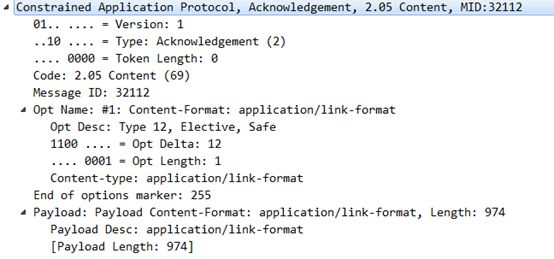 Constrained Application Protocol, Acknowledgement, 2.05 Content, MID:32112
01.. .... = Version: 1
..10 .... = Type: Acknowledgement (2)
.... 0000 = Token Length: 0
Code: 2.05 Content (69)
Message ID: 32112
Opt Name: #1: Content-Format: application/link-format
Opt Desc: Type 12, Elective, Safe
1100 .... = Opt Delta: 12
.... 0001 = Opt Length: 1
Content-type: application/link-format
End of options marker: 255
Payload: Payload Content-Format: application/link-format, Length: 974
Payload Desc: application/link-format
[Payload Length: 974]